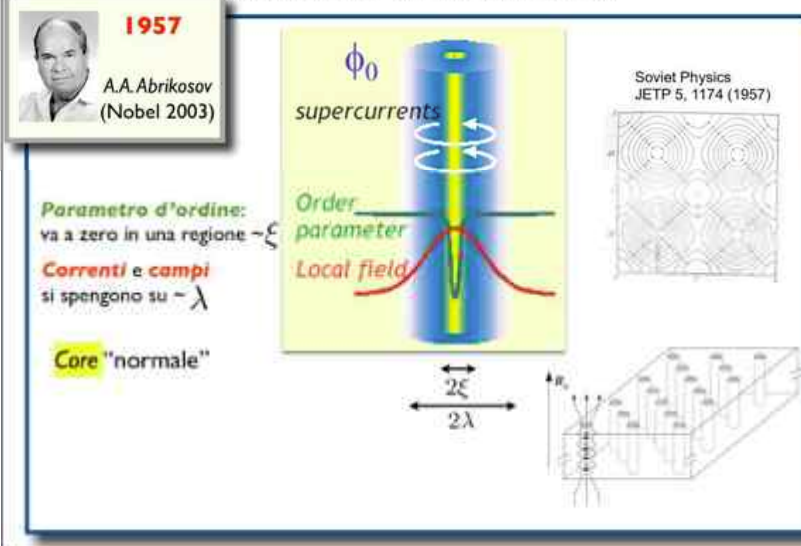 1957
A.A. Abrikosov
(Nobel 2003)
ϕ₀
supercurrents
Order
parameter
Local field
2ξ
2λ
Parametro d'ordine:
va a zero in una regione ~ξ
Correnti e campi
si spengono su ~ λ
Core "normale"
Soviet Physics
JETP 5, 1174 (1957)